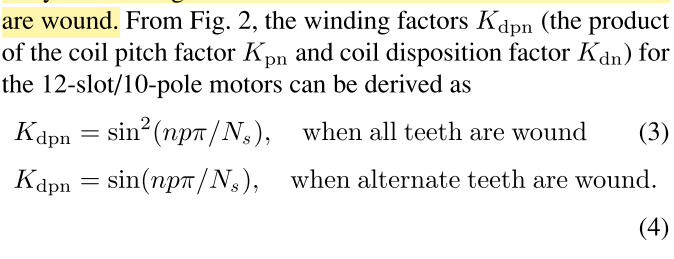 are wound. From Fig. 2, the winding factors K_dpn (the product
of the coil pitch factor K_pn and coil disposition factor K_dn) for
the 12-slot/10-pole motors can be derived as
K_dpn = sin²(npπ/N_s), when all teeth are wound (3)
K_dpn = sin(npπ/N_s), when alternate teeth are wound.
(4)